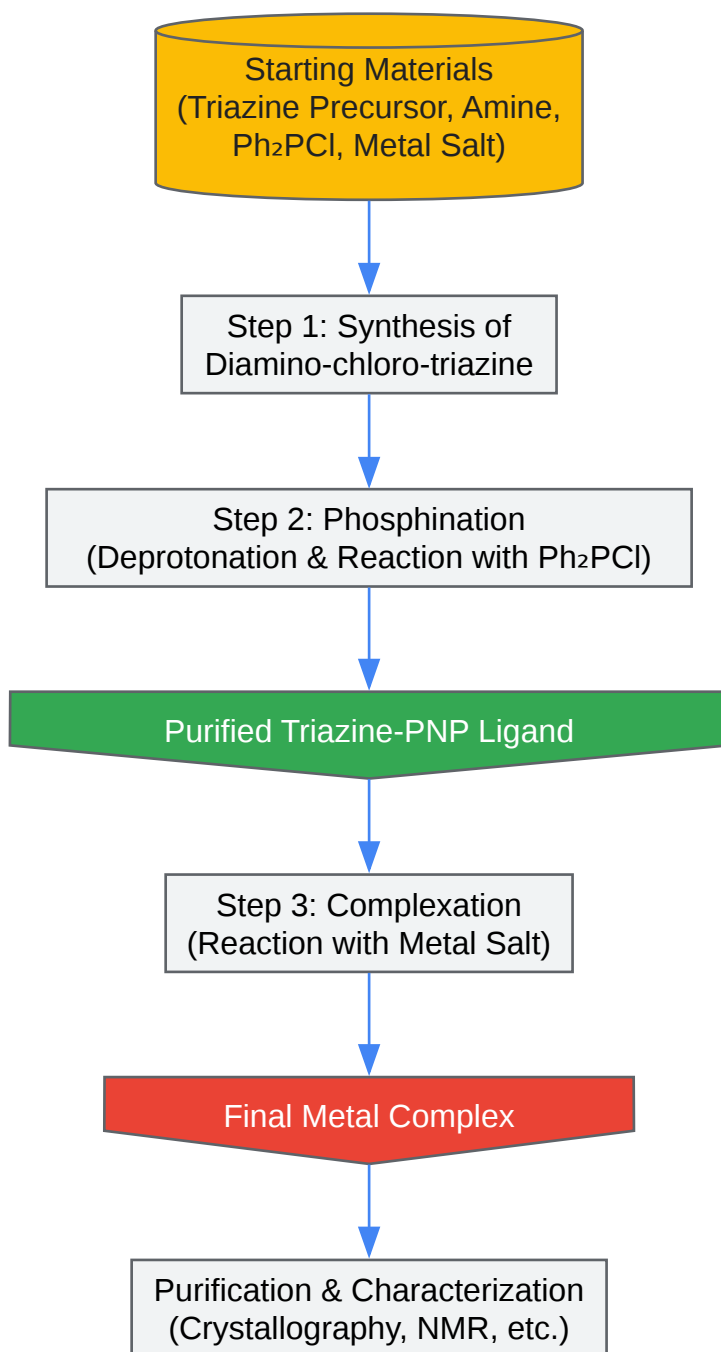 Starting Materials
(Triazine Precursor, Amine,
Ph₂PCl, Metal Salt)
Step 1: Synthesis of
Diamino-chloro-triazine
Step 2: Phosphination
(Deprotonation & Reaction with Ph₂PCl)
Purified Triazine-PNP Ligand
Step 3: Complexation
(Reaction with Metal Salt)
Final Metal Complex
Purification & Characterization
(Crystallography, NMR, etc.)